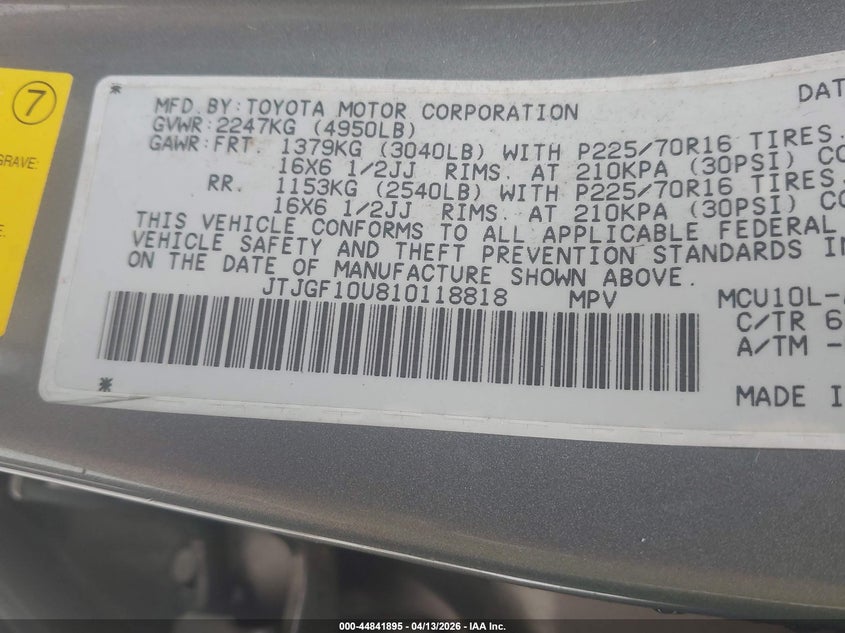 7
GRAVE:
E.
*
DAT
MFD. BY: TOYOTA MOTOR CORPORATION
GVWR: 2247KG (4950LB)
GAWR: FRT. 1379KG (3040LB) WITH P225/70R16 TIRES.
16X6 1/2JJ RIMS. AT 210KPA (30PSI) CO
RR. 1153KG (2540LB) WITH P225/70R16 TIRES.
16X6 1/2JJ RIMS. AT 210KPA (30PSI) CO
THIS VEHICLE CONFORMS TO ALL APPLICABLE FEDERAL
VEHICLE SAFETY AND THEFT PREVENTION STANDARDS IN
ON THE DATE OF MANUFACTURE SHOWN ABOVE.
JTJGF10U810118818 MPV MCU10L-A
C/TR 6
A/TM -
*
MADE I
000-44841895 - 04/13/2026 - IAA Inc.